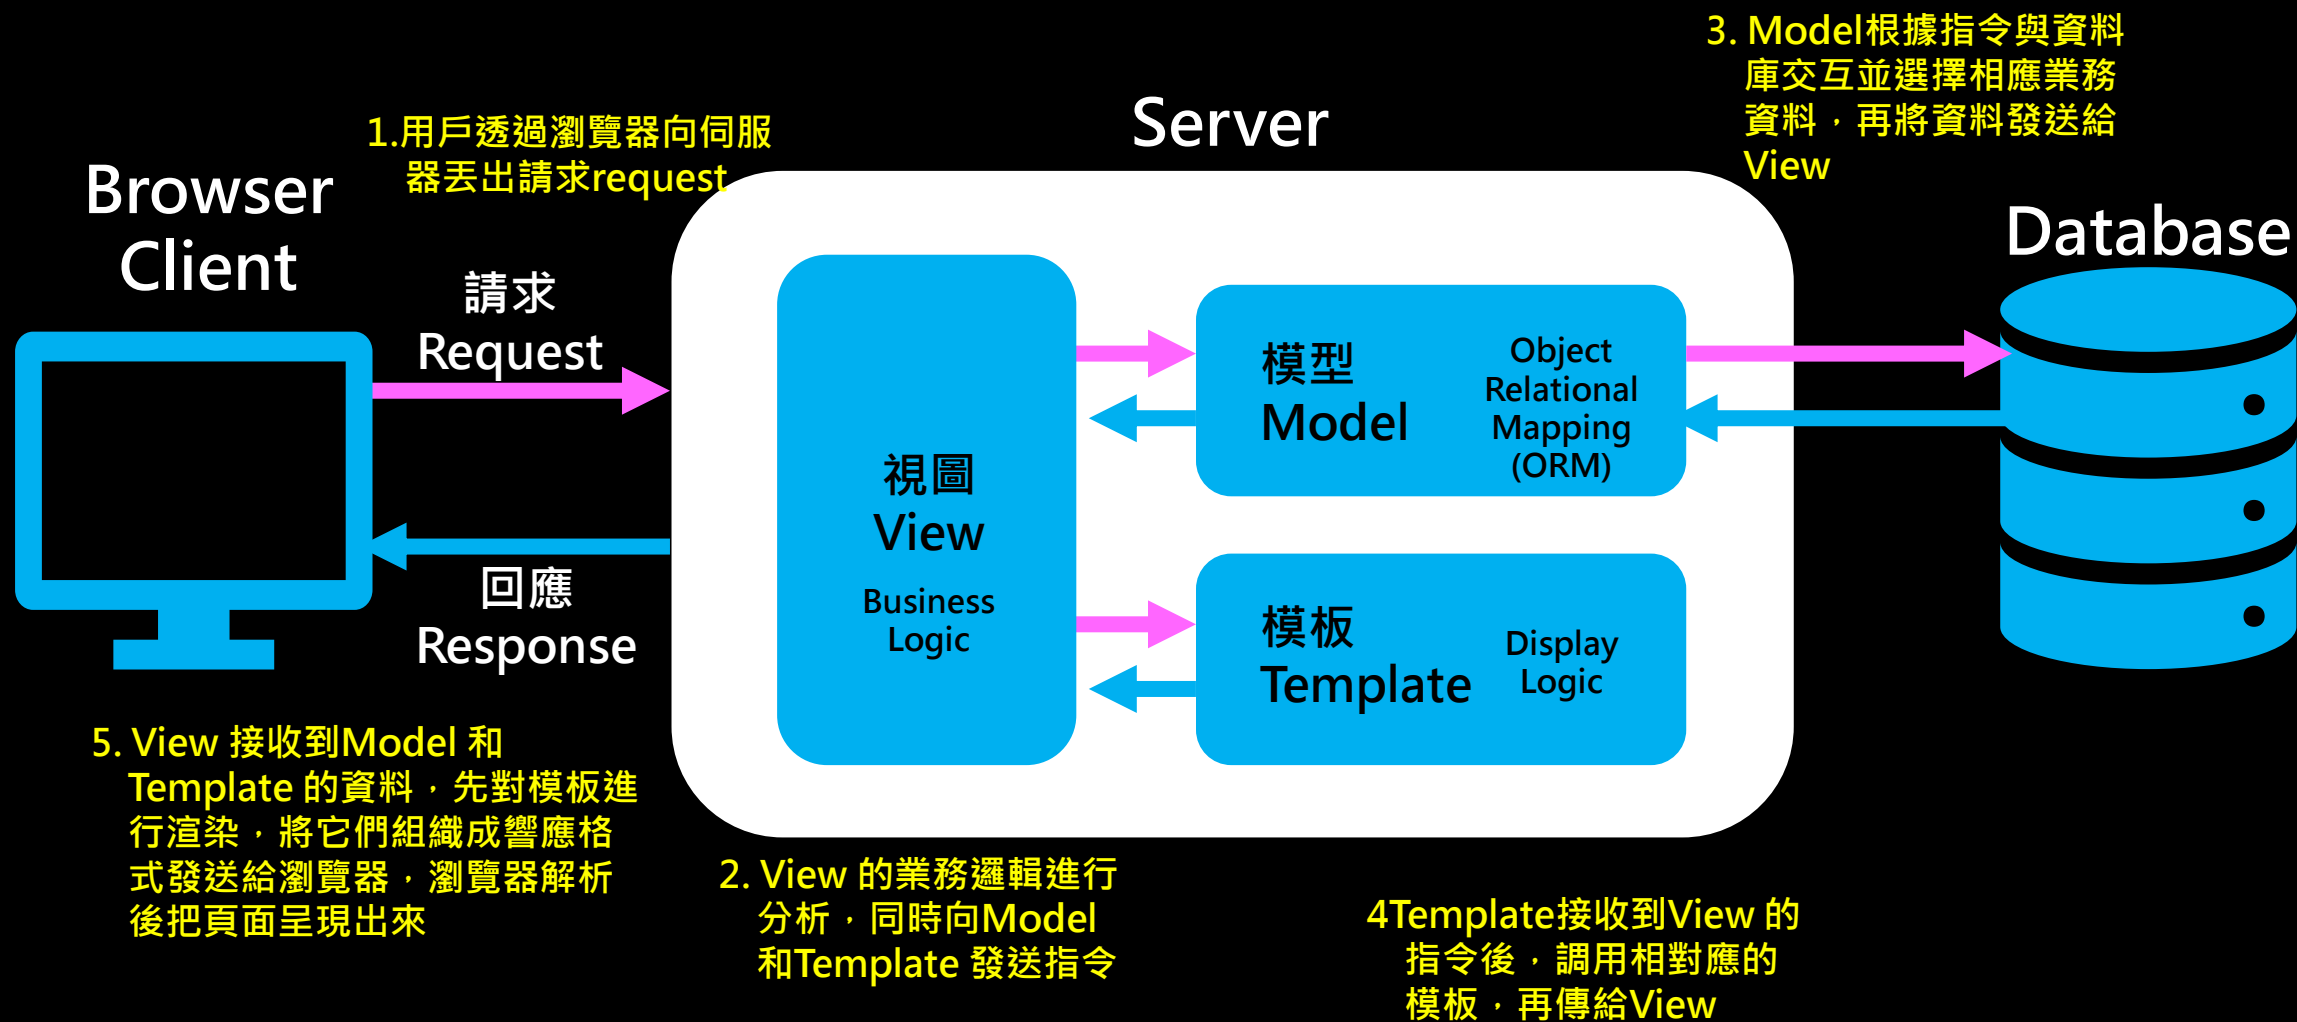 3. Model根據指令與資料
庫交互並選擇相應業務
資料，再將資料發送給
View
Server
1.用戶透過瀏覽器向伺服
器丟出請求request
Browser
Client
Database
請求
Request
模型
Model
Object
Relational
Mapping
(ORM)
視圖
View
Business
Logic
回應
Response
模板
Template
Display
Logic
5. View 接收到Model 和
Template 的資料，先對模板進
行渲染，將它們組織成響應格
式發送給瀏覽器，瀏覽器解析
後把頁面呈現出來
2. View 的業務邏輯進行
分析，同時向Model
和Template 發送指令
4Template接收到View 的
指令後，調用相對應的
模板，再傳給View